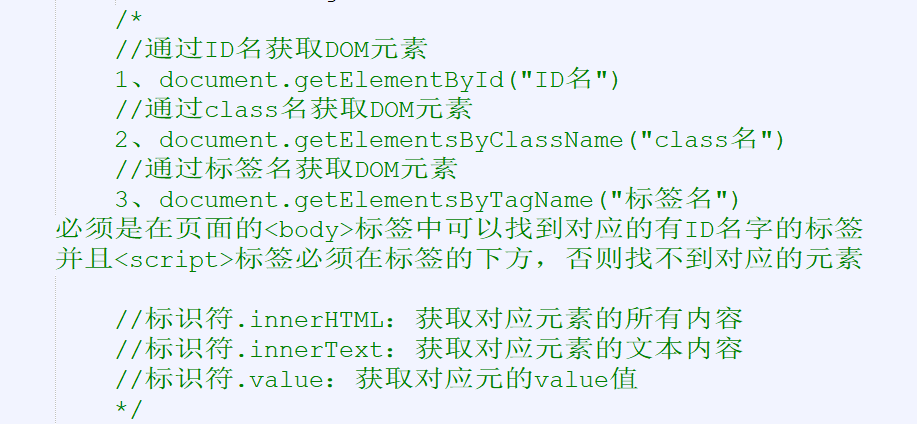 /*
//通过ID名获取DOM元素
1、document.getElementById("ID名")
//通过class名获取DOM元素
2、document.getElementsByClassName("class名")
//通过标签名获取DOM元素
3、document.getElementsByTagName("标签名")
必须是在页面的<body>标签中可以找到对应的有ID名字的标签
并且<script>标签必须在标签的下方，否则找不到对应的元素
//标识符.innerHTML：获取对应元素的所有内容
//标识符.innerText：获取对应元素的文本内容
//标识符.value：获取对应元的value值
*/